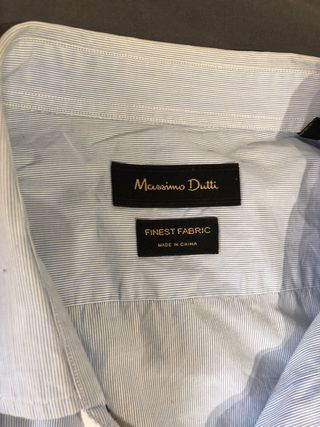 Massimo Dutti
FINEST FABRIC
MADE IN CHINA